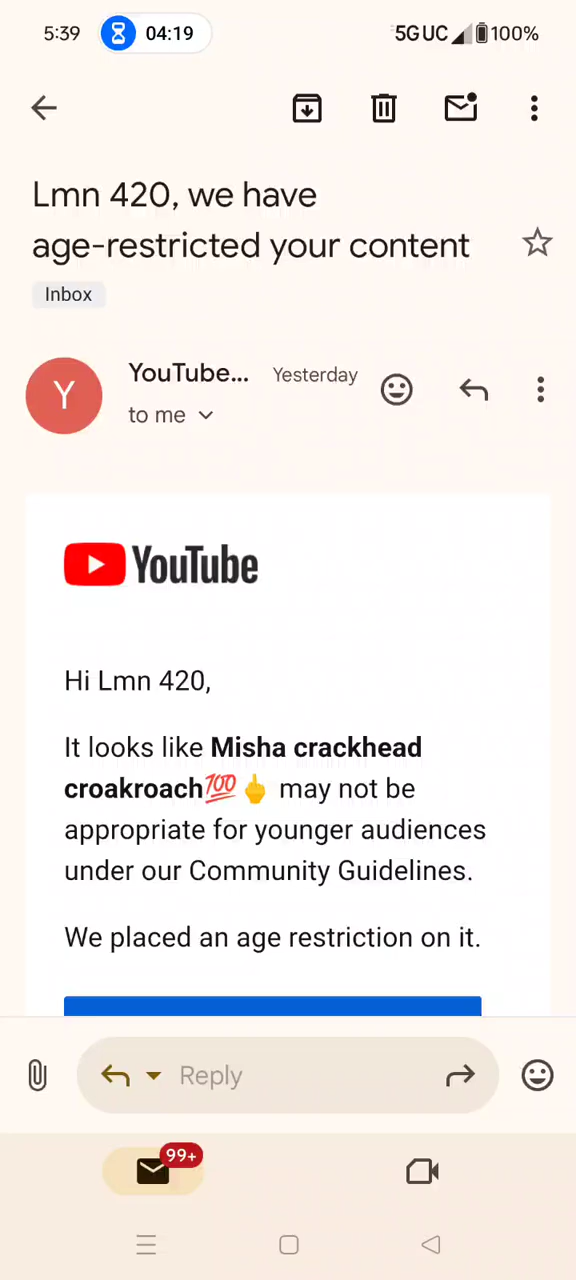 5:39 04:19 5G UC 100%
Lmn 420, we have
age-restricted your content
Inbox
Y
YouTube... Yesterday
to me
YouTube
Hi Lmn 420,
It looks like Misha crackhead
croakroach💯🖕 may not be
appropriate for younger audiences
under our Community Guidelines.
We placed an age restriction on it.
Reply
99+